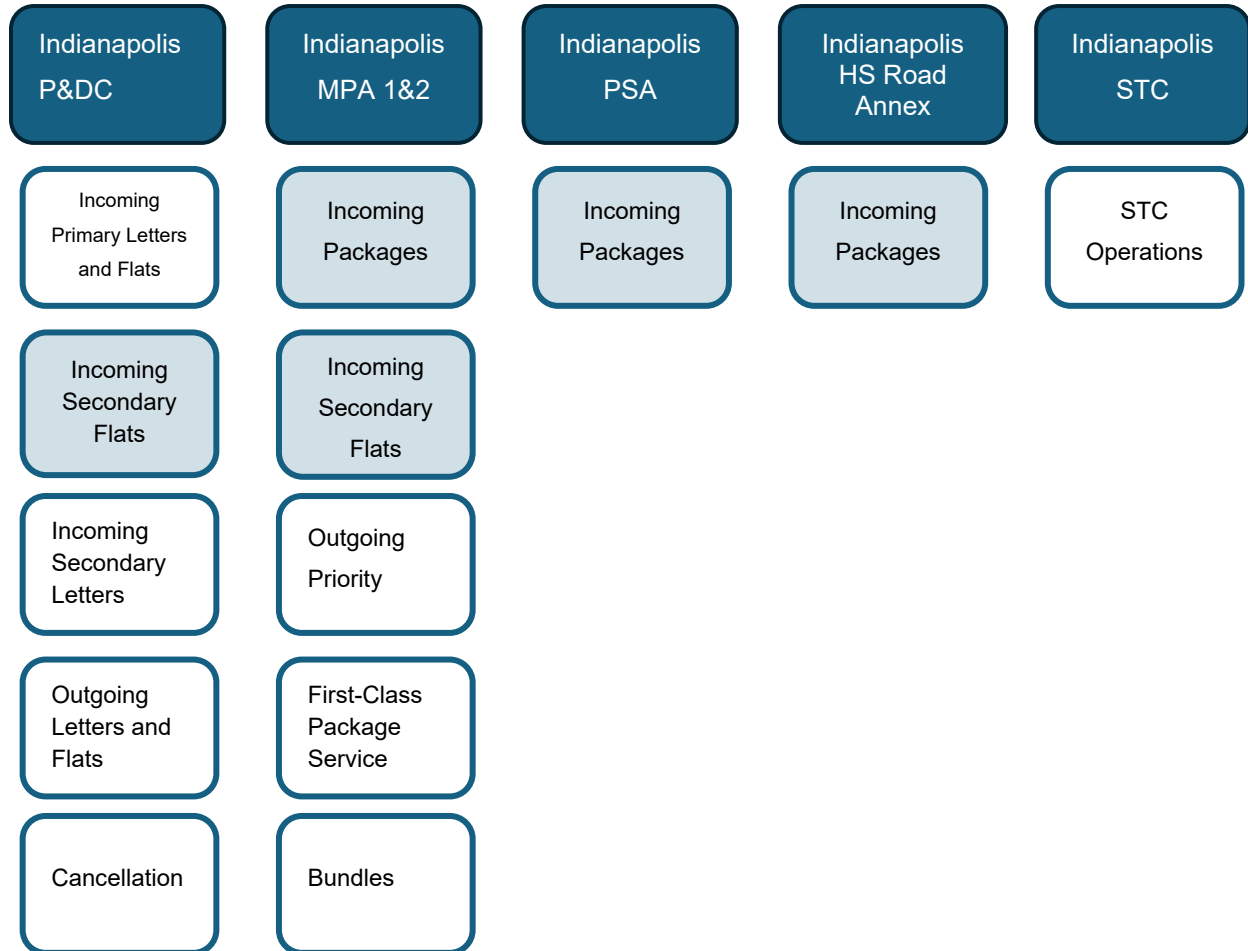 Indianapolis
P&DC
Indianapolis
MPA 1&2
Indianapolis
PSA
Indianapolis
HS Road
Annex
Indianapolis
STC
Incoming
Primary Letters
and Flats
Incoming
Packages
Incoming
Packages
Incoming
Packages
STC
Operations
Incoming
Secondary
Flats
Incoming
Secondary
Flats
Incoming
Secondary
Letters
Outgoing
Priority
Outgoing
Letters and
Flats
First-Class
Package
Service
Cancellation
Bundles